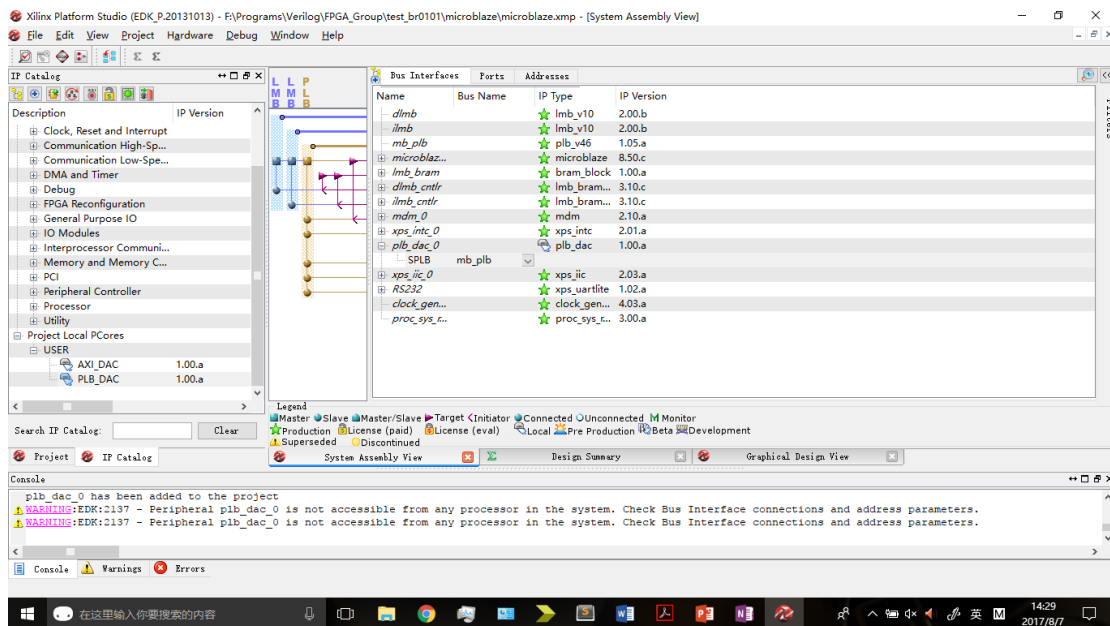 Xilinx Platform Studio (EDK_P.20131013) - F:\Programs\Verilog\FPGA_Group\test_br0101\microblaze\microblaze.xmp - [System Assembly View]
File Edit View Project Hardware Debug Window Help
IP Catalog
Description IP Version
Clock, Reset and Interrupt
Communication High-Sp...
Communication Low-Spe...
DMA and Timer
Debug
FPGA Reconfiguration
General Purpose IO
IO Modules
Interprocessor Communi...
Memory and Memory C...
PCI
Peripheral Controller
Processor
Utility
Project Local PCores
USER
AXI_DAC 1.00.a
PLB_DAC 1.00.a
Search IP Catalog: Clear
Project IP Catalog
L L P
M M L
B B B
Bus Interfaces Ports Addresses
Name Bus Name IP Type IP Version
dlmb lmb_v10 2.00.b
ilmb lmb_v10 2.00.b
mb_plb plb_v46 1.05.a
microblaz... microblaze 8.50.c
lmb_bram bram_block 1.00.a
dlmb_cntlr lmb_bram... 3.10.c
ilmb_cntlr lmb_bram... 3.10.c
mdm_0 mdm 2.10.a
xps_intc_0 xps_intc 2.01.a
plb_dac_0 plb_dac 1.00.a
SPLB mb_plb
xps_iic_0 xps_iic 2.03.a
RS232 xps_uartlite 1.02.a
clock_gen... clock_gen... 4.03.a
proc_sys_r... proc_sys_r... 3.00.a
Legend
Master Slave Master/Slave Target Initiator Connected Unconnected M Monitor
Production License (paid) License (eval) Local Pre Production Beta Development
Superseded Discontinued
System Assembly View Design Summary Graphical Design View
Console
plb_dac_0 has been added to the project
WARNING:EDK:2137 - Peripheral plb_dac_0 is not accessible from any processor in the system. Check Bus Interface connections and address parameters.
WARNING:EDK:2137 - Peripheral plb_dac_0 is not accessible from any processor in the system. Check Bus Interface connections and address parameters.
Console Warnings Errors
在这里输入你要搜索的内容
英 M
14:29
2017/8/7